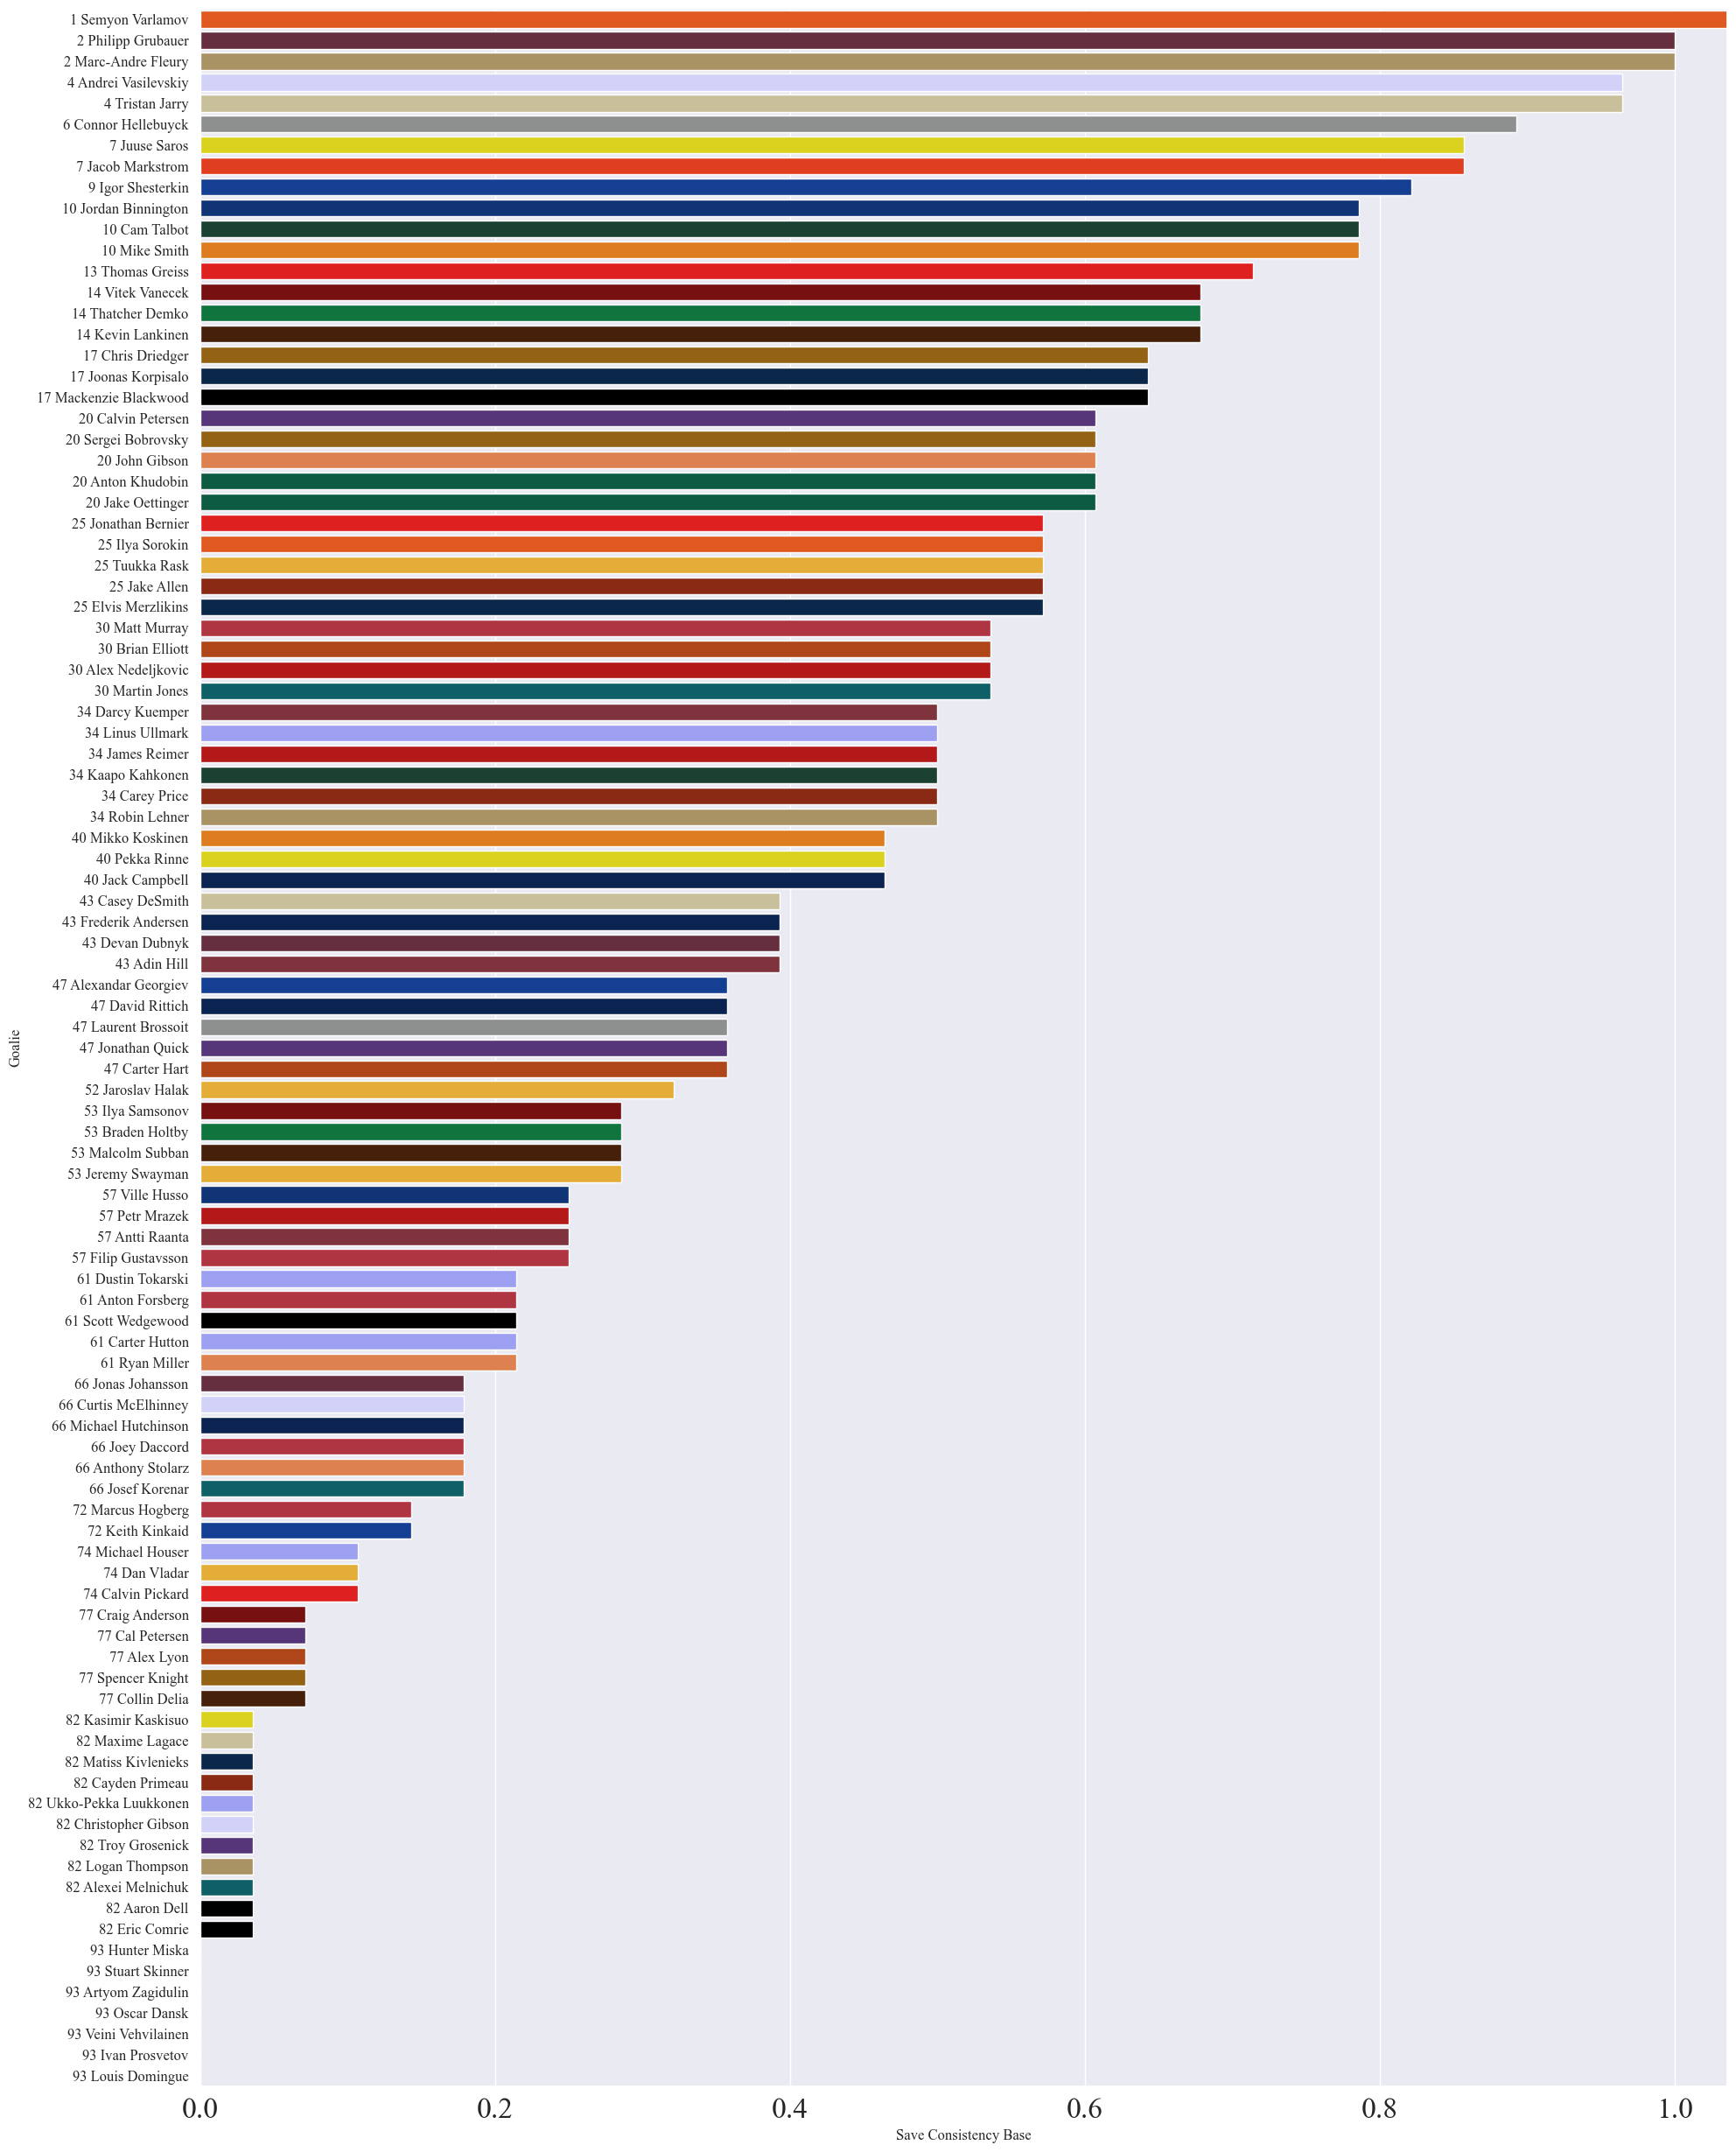 1 Semyon Varlamov
2 Philipp Grubauer
2 Marc-Andre Fleury
4 Andrei Vasilevskiy
4 Tristan Jarry
6 Connor Hellebuyck
7 Juuse Saros
7 Jacob Markstrom
9 Igor Shesterkin
10 Jordan Binnington
10 Cam Talbot
10 Mike Smith
13 Thomas Greiss
14 Vitek Vanecek
14 Thatcher Demko
14 Kevin Lankinen
17 Chris Driedger
17 Joonas Korpisalo
17 Mackenzie Blackwood
20 Calvin Petersen
20 Sergei Bobrovsky
20 John Gibson
20 Anton Khudobin
20 Jake Oettinger
25 Jonathan Bernier
25 Ilya Sorokin
25 Tuukka Rask
25 Jake Allen
25 Elvis Merzlikins
30 Matt Murray
30 Brian Elliott
30 Alex Nedeljkovic
30 Martin Jones
34 Darcy Kuemper
34 Linus Ullmark
34 James Reimer
34 Kaapo Kahkonen
34 Carey Price
34 Robin Lehner
40 Mikko Koskinen
40 Pekka Rinne
40 Jack Campbell
43 Casey DeSmith
43 Frederik Andersen
43 Devan Dubnyk
43 Adin Hill
47 Alexandar Georgiev
47 David Rittich
47 Laurent Brossoit
47 Jonathan Quick
47 Carter Hart
52 Jaroslav Halak
53 Ilya Samsonov
53 Braden Holtby
53 Malcolm Subban
53 Jeremy Swayman
57 Ville Husso
57 Petr Mrazek
57 Antti Raanta
57 Filip Gustavsson
61 Dustin Tokarski
61 Anton Forsberg
61 Scott Wedgewood
61 Carter Hutton
61 Ryan Miller
66 Jonas Johansson
66 Curtis McElhinney
66 Michael Hutchinson
66 Joey Daccord
66 Anthony Stolarz
66 Josef Korenar
72 Marcus Hogberg
72 Keith Kinkaid
74 Michael Houser
74 Dan Vladar
74 Calvin Pickard
77 Craig Anderson
77 Cal Petersen
77 Alex Lyon
77 Spencer Knight
77 Collin Delia
82 Kasimir Kaskisuo
82 Maxime Lagace
82 Matiss Kivlenieks
82 Cayden Primeau
82 Ukko-Pekka Luukkonen
82 Christopher Gibson
82 Troy Grosenick
82 Logan Thompson
82 Alexei Melnichuk
82 Aaron Dell
82 Eric Comrie
93 Hunter Miska
93 Stuart Skinner
93 Artyom Zagidulin
93 Oscar Dansk
93 Veini Vehvilainen
93 Ivan Prosvetov
93 Louis Domingue
Goalie
0.0 0.2 0.4 0.6 0.8 1.0
Save Consistency Base